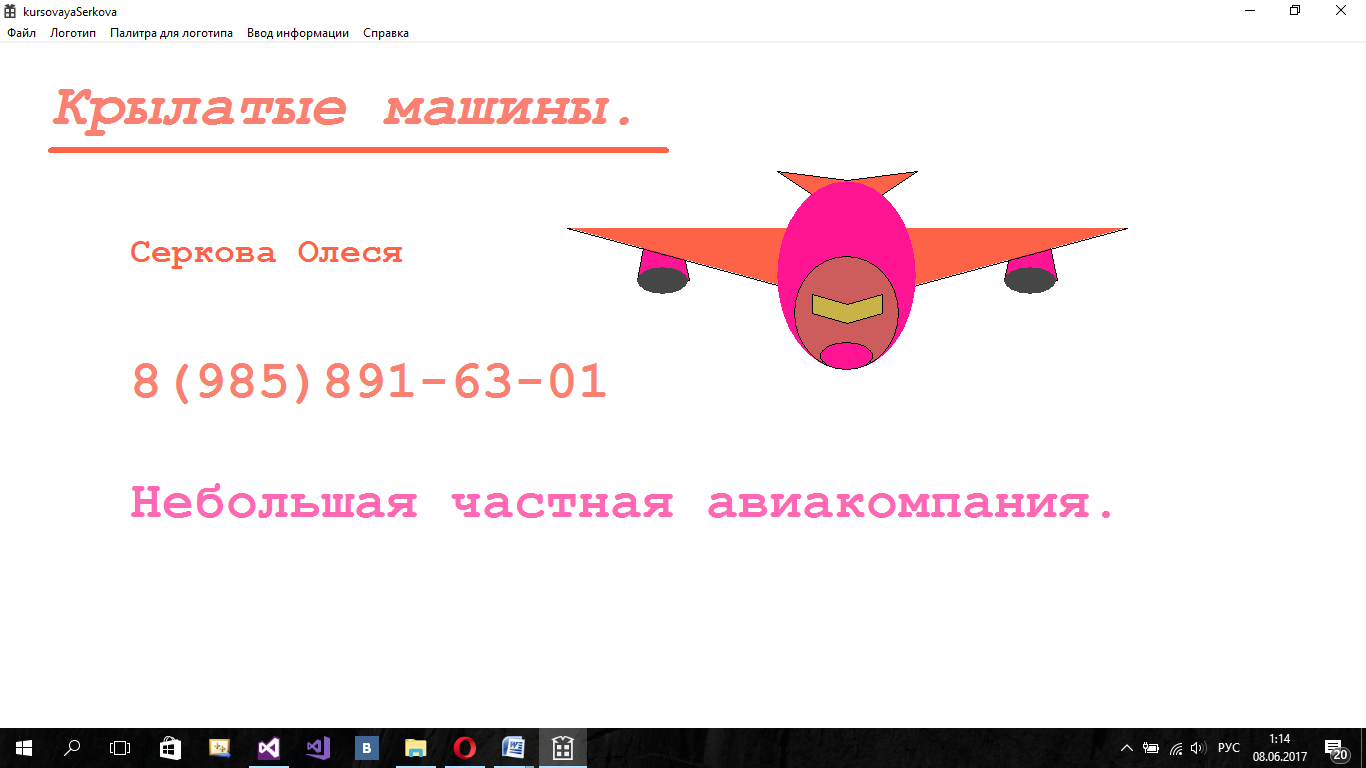 kursovayaSerkova
Файл Логотип Палитра для логотипа Ввод информации Справка
Крылатые машины.
Серкова Олеся
8(985)891-63-01
Небольшая частная авиакомпания.
В
РУС
1:14
08.06.2017
20